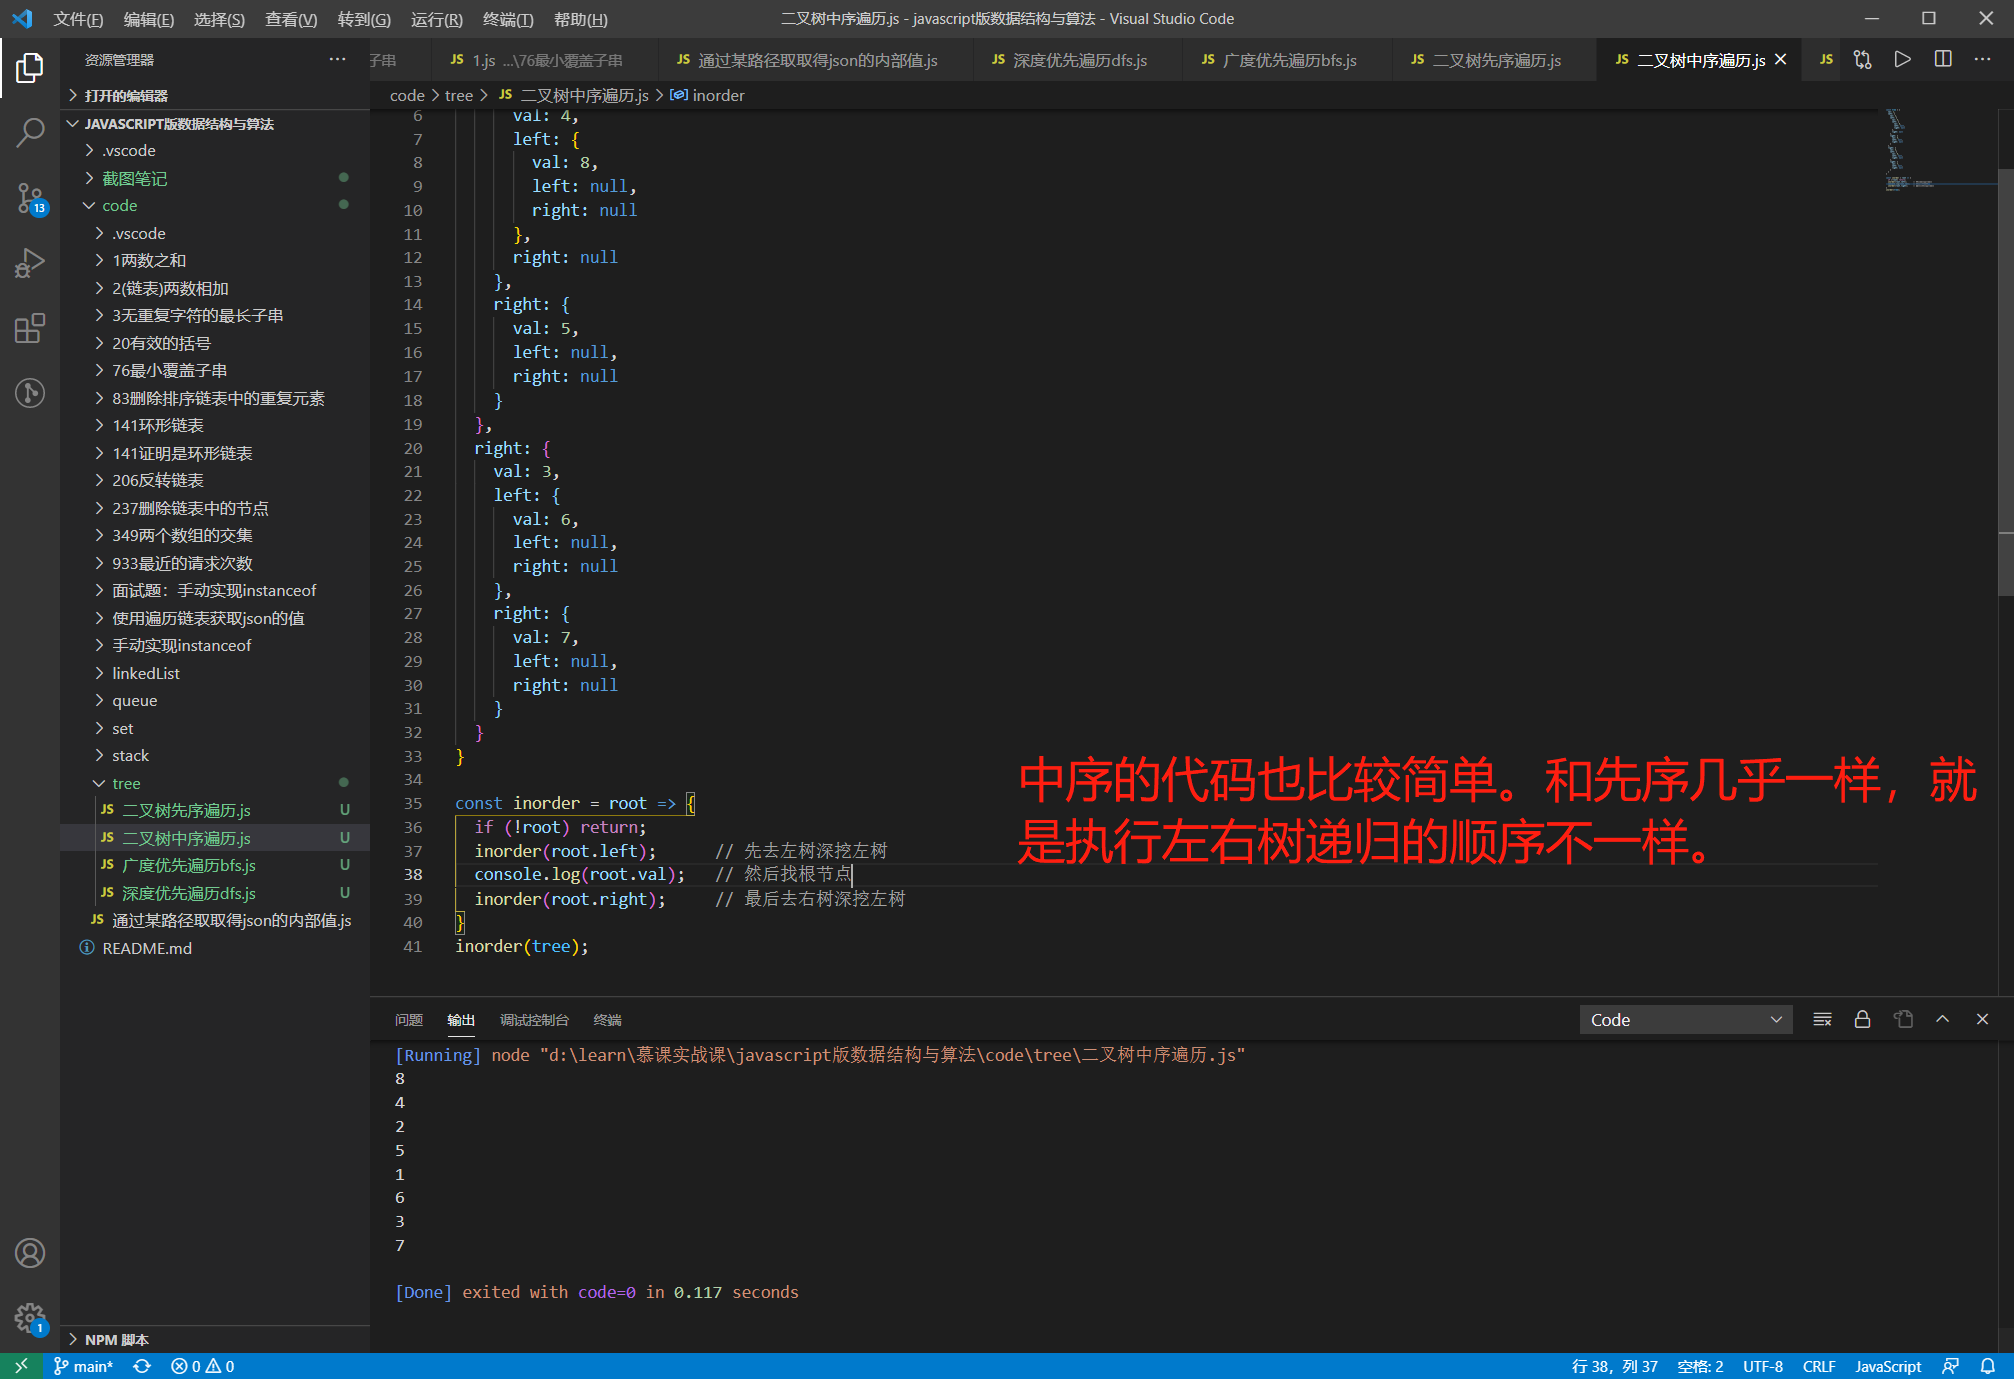 文件(F) 编辑(E) 选择(S) 查看(V) 转到(G) 运行(R) 终端(T) 帮助(H) 二叉树中序遍历.js - javascript版数据结构与算法 - Visual Studio Code
资源管理器 ···
子串 JS 1.js ...\76最小覆盖子串 JS 通过某路径取取得json的内部值.js JS 深度优先遍历dfs.js JS 广度优先遍历bfs.js JS 二叉树先序遍历.js JS 二叉树中序遍历.js JS
code > tree > JS 二叉树中序遍历.js > inorder
打开的编辑器
JAVASCRIPT版数据结构与算法
.vscode
截图笔记
code
.vscode
1两数之和
2(链表)两数相加
3无重复字符的最长子串
20有效的括号
76最小覆盖子串
83删除排序链表中的重复元素
141环形链表
141证明是环形链表
206反转链表
237删除链表中的节点
349两个数组的交集
933最近的请求次数
面试题：手动实现instanceof
使用遍历链表获取json的值
手动实现instanceof
linkedList
queue
set
stack
tree
JS 二叉树先序遍历.js U
JS 二叉树中序遍历.js U
JS 广度优先遍历bfs.js U
JS 深度优先遍历dfs.js U
JS 通过某路径取取得json的内部值.js
README.md
NPM 脚本
13
1
6 val: 4,
7 left: {
8 val: 8,
9 left: null,
10 right: null
11 },
12 right: null
13 },
14 right: {
15 val: 5,
16 left: null,
17 right: null
18 }
19 },
20 right: {
21 val: 3,
22 left: {
23 val: 6,
24 left: null,
25 right: null
26 },
27 right: {
28 val: 7,
29 left: null,
30 right: null
31 }
32 }
33 }
34
35 const inorder = root => {
36 if (!root) return;
37 inorder(root.left); // 先去左树深挖左树
38 console.log(root.val); // 然后找根节点
39 inorder(root.right); // 最后去右树深挖左树
40 }
41 inorder(tree);
中序的代码也比较简单。和先序几乎一样，就
是执行左右树递归的顺序不一样。
问题 输出 调试控制台 终端 Code
[Running] node "d:\learn\慕课实战课\javascript版数据结构与算法\code\tree\二叉树中序遍历.js"
8
4
2
5
1
6
3
7
[Done] exited with code=0 in 0.117 seconds
main* 0 0 行 38，列 37 空格: 2 UTF-8 CRLF JavaScript